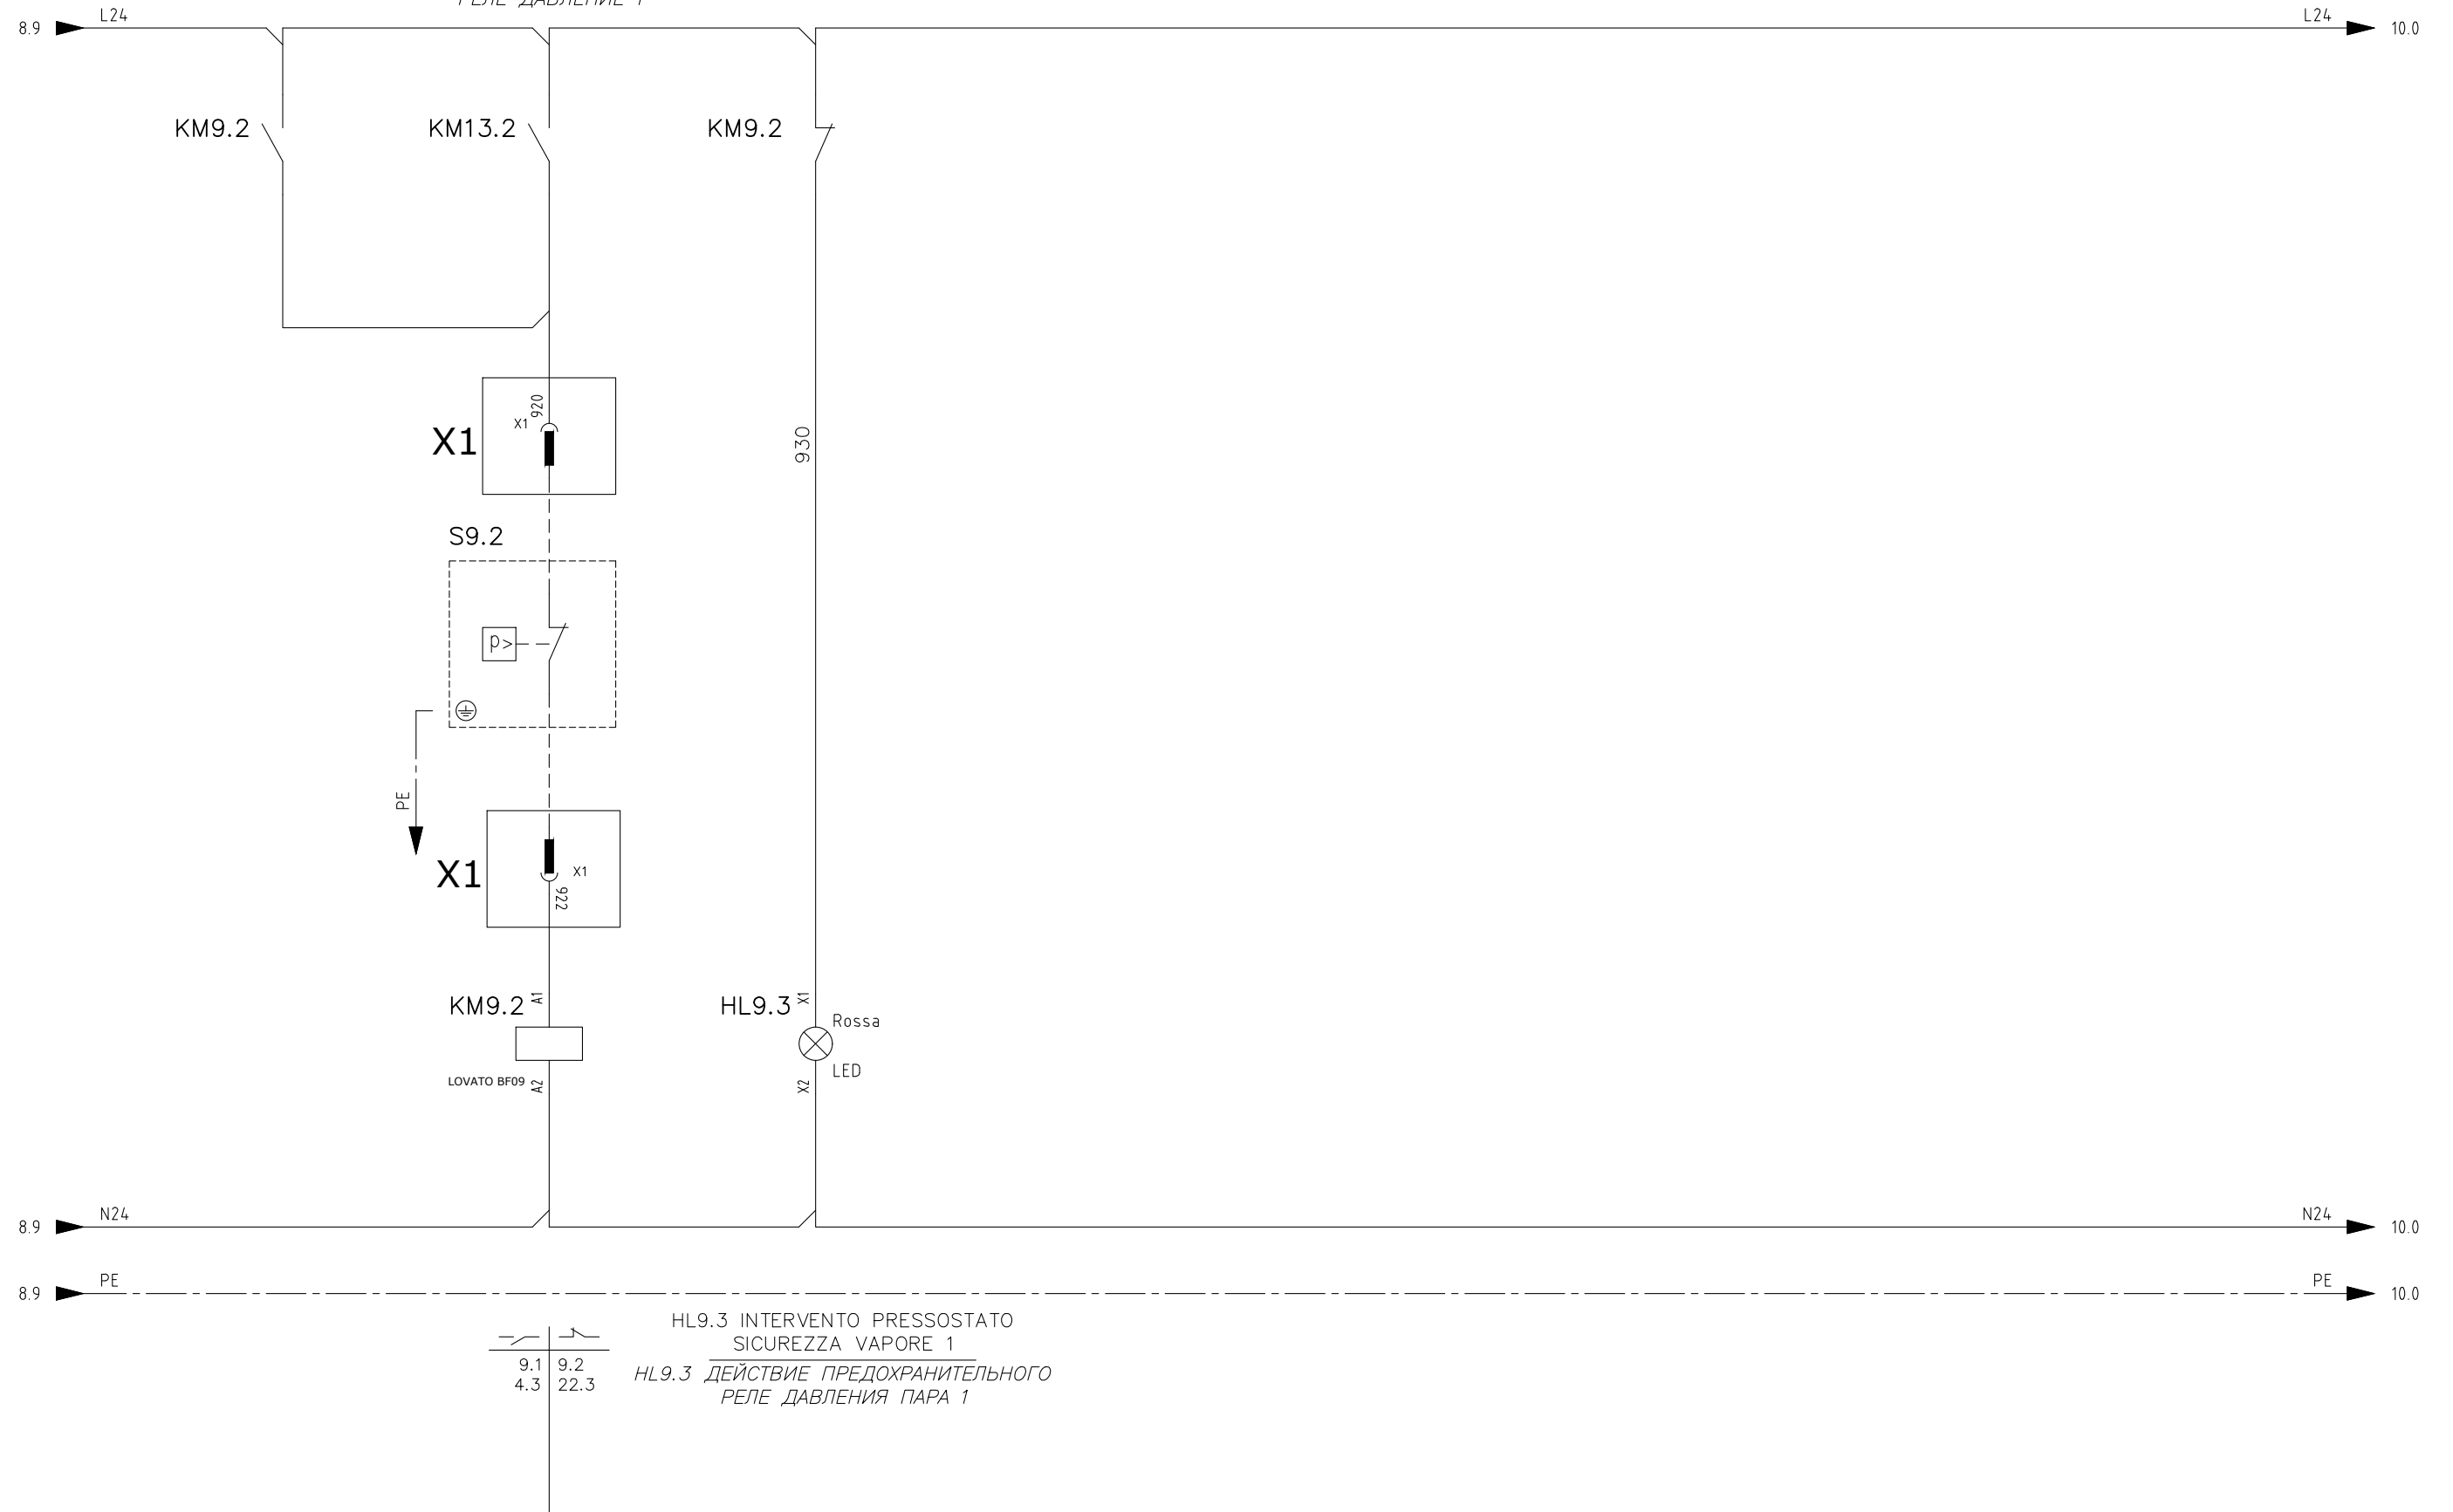 РЕЛЕ ДАВЛЕНИЕ 1
L24
L24
8.9
10.0
KM9.2
KM13.2
KM9.2
920
X1
X1
930
S9.2
p>
PE
X1
X1
922
KM9.2
A1
HL9.3
X1
Rossa
LOVATO BF09
A2
X2
LED
N24
N24
8.9
10.0
PE
PE
8.9
10.0
HL9.3 INTERVENTO PRESSOSTATO
SICUREZZA VAPORE 1
9.1 9.2
4.3 22.3
HL9.3 ДЕЙСТВИЕ ПРЕДОХРАНИТЕЛЬНОГО
РЕЛЕ ДАВЛЕНИЯ ПАРА 1